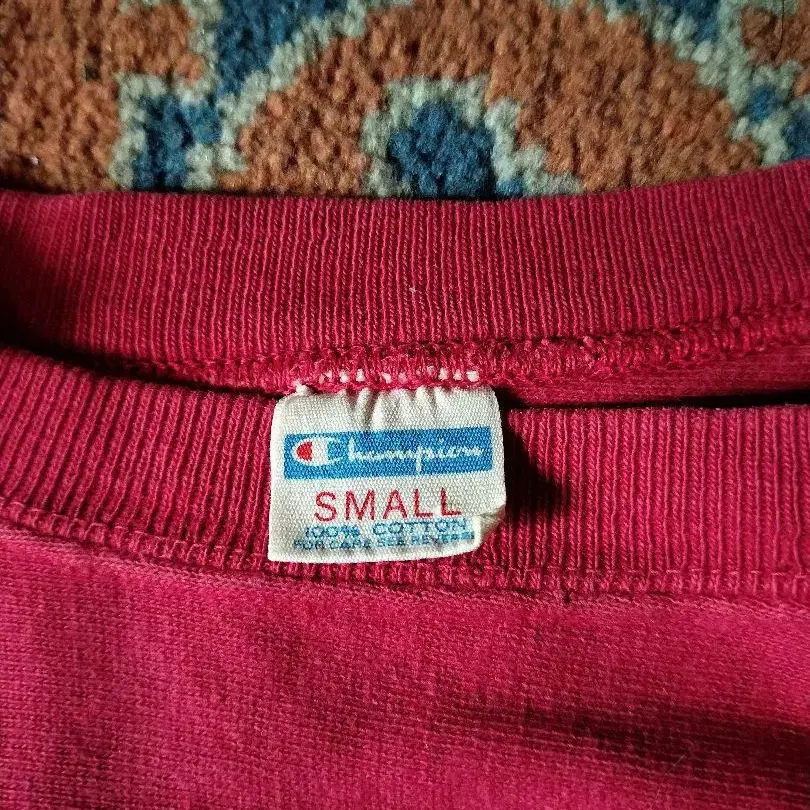 Champion
SMALL
100% COTTON
FOR CARE SEE REVERSE